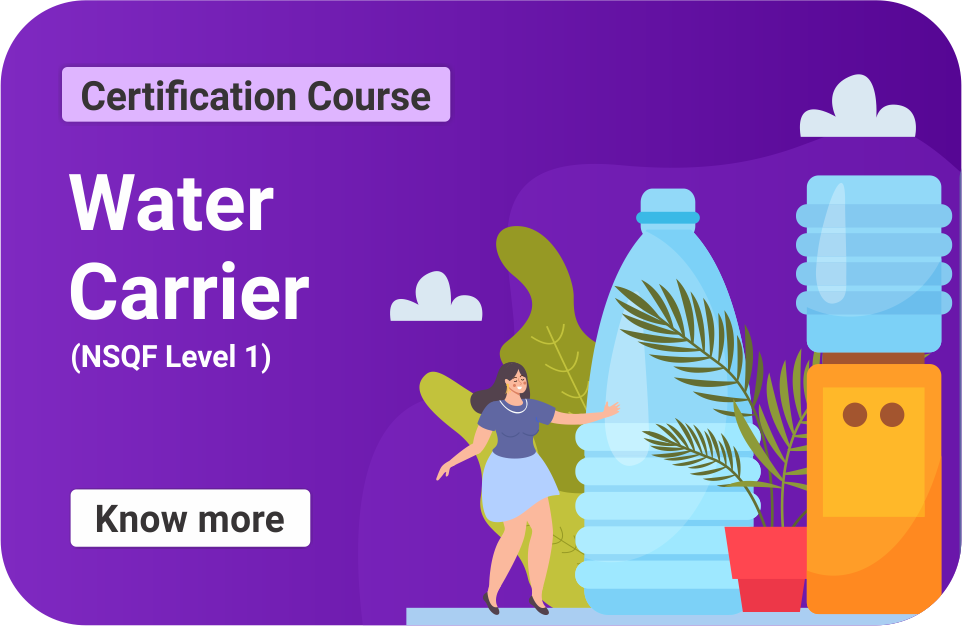 Certification Course
Water
Carrier
(NSQF Level 1)
Know more